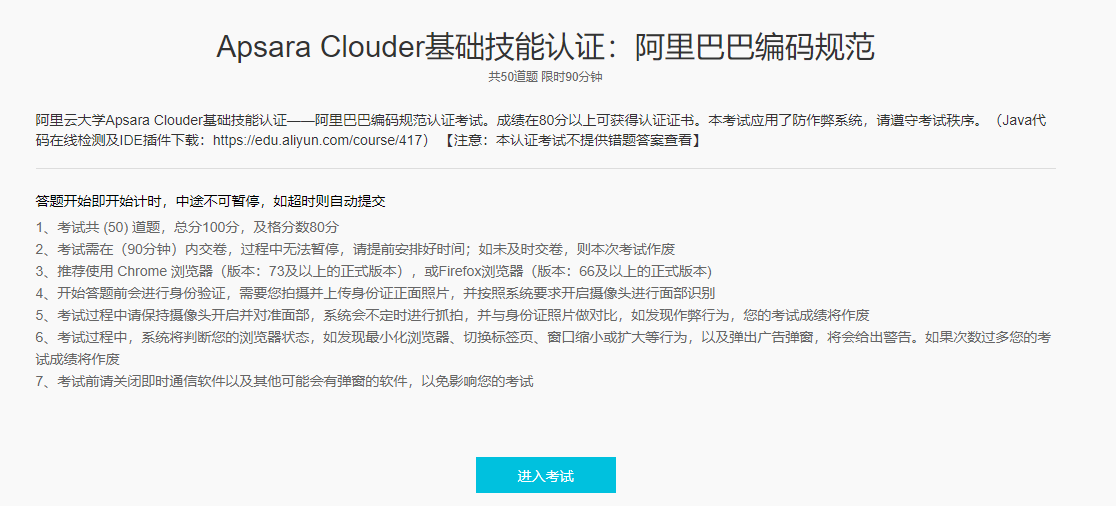 Apsara Clouder基础技能认证：阿里巴巴编码规范
共50道题 限时90分钟
阿里云大学Apsara Clouder基础技能认证——阿里巴巴编码规范认证考试。成绩在80分以上可获得认证证书。本考试应用了防作弊系统，请遵守考试秩序。（Java代
码在线检测及IDE插件下载：https://edu.aliyun.com/course/417）【注意：本认证考试不提供错题答案查看】
答题开始即开始计时，中途不可暂停，如超时则自动提交
1、考试共 (50) 道题，总分100分，及格分数80分
2、考试需在（90分钟）内交卷，过程中无法暂停，请提前安排好时间；如未及时交卷，则本次考试作废
3、推荐使用 Chrome 浏览器（版本：73及以上的正式版本），或Firefox浏览器（版本：66及以上的正式版本)
4、开始答题前会进行身份验证，需要您拍摄并上传身份证正面照片，并按照系统要求开启摄像头进行面部识别
5、考试过程中请保持摄像头开启并对准面部，系统会不定时进行抓拍，并与身份证照片做对比，如发现作弊行为，您的考试成绩将作废
6、考试过程中，系统将判断您的浏览器状态，如发现最小化浏览器、切换标签页、窗口缩小或扩大等行为，以及弹出广告弹窗，将会给出警告。如果次数过多您的考
试成绩将作废
7、考试前请关闭即时通信软件以及其他可能会有弹窗的软件，以免影响您的考试
进入考试